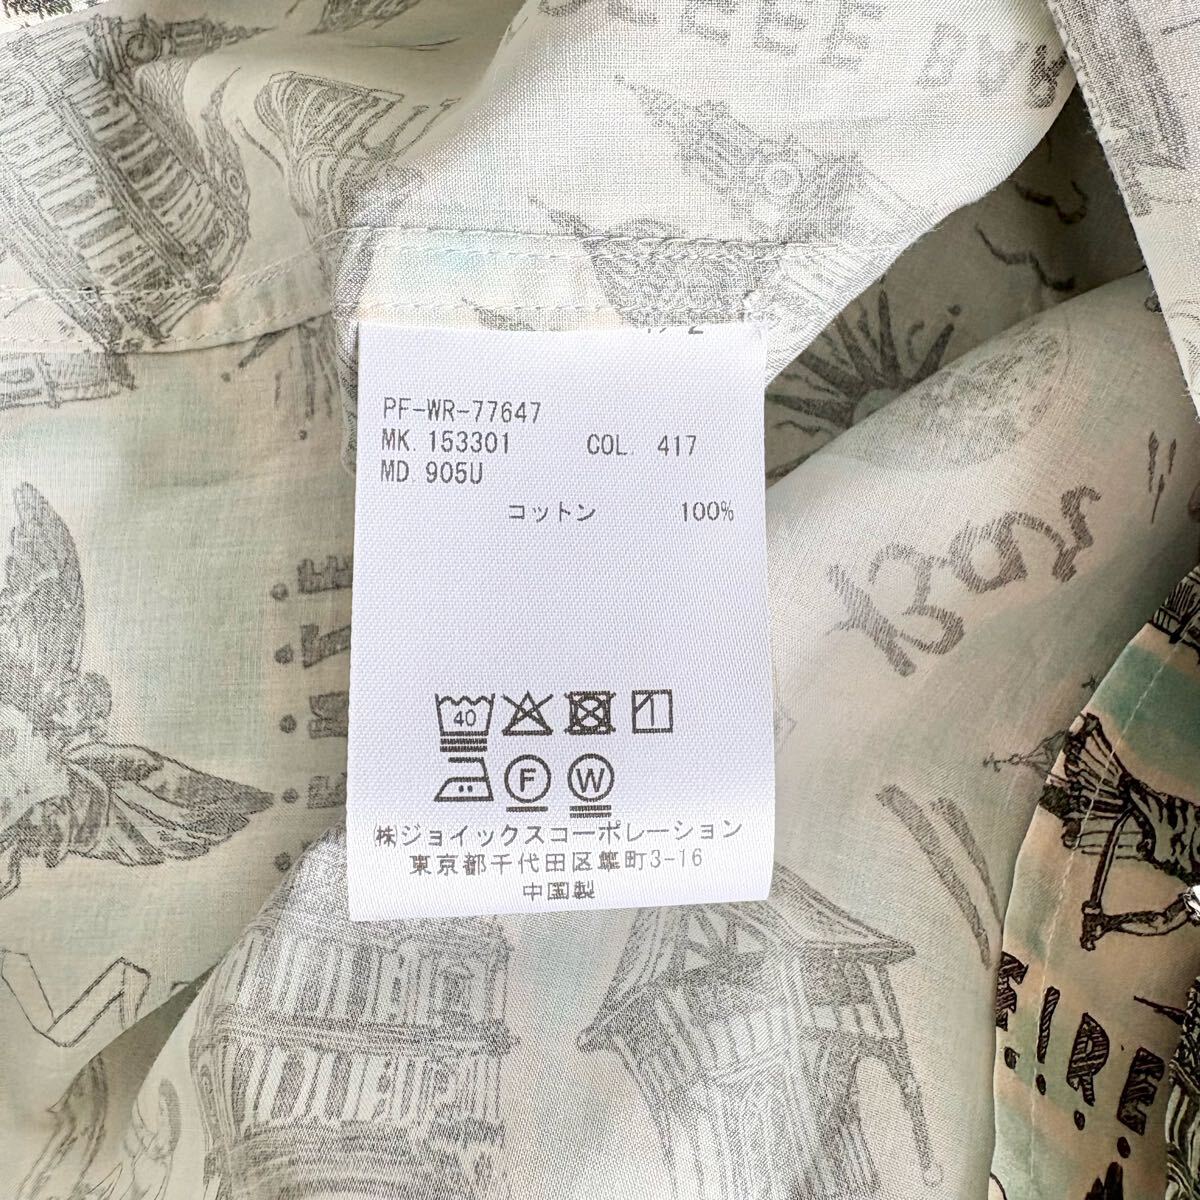 PF-WR-77647
MK. 153301 COL. 417
MD. 905U
コットン 100%
40
F W
㈱ジョイックスコーポレーション
東京都千代田区隼町3-16
中国製
F!RE